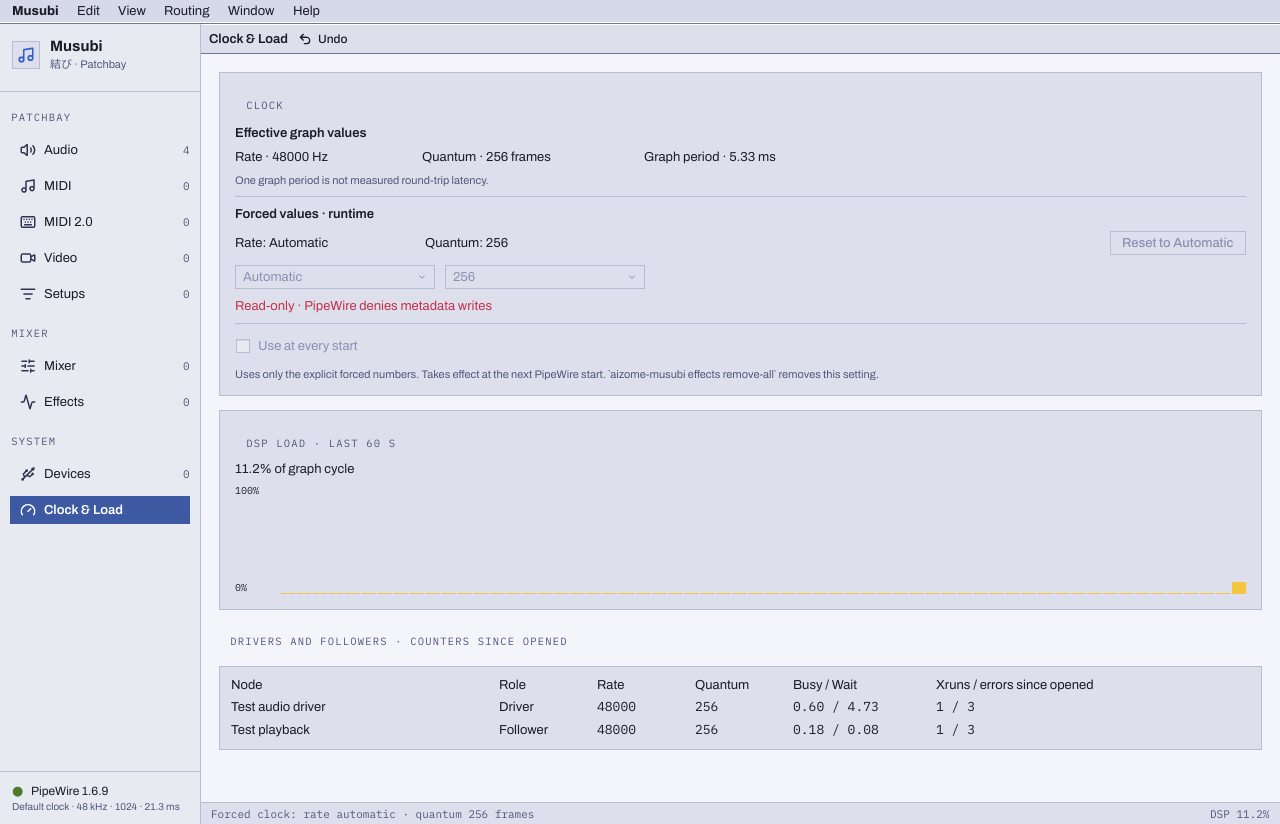 Musubi Edit View Routing Window Help
Musubi
結び · Patchbay
Clock & Load Undo
PATCHBAY
Audio 4
MIDI 0
MIDI 2.0 0
Video 0
Setups 0
MIXER
Mixer 0
Effects 0
SYSTEM
Devices 0
Clock & Load
PipeWire 1.6.9
Default clock · 48 kHz · 1024 · 21.3 ms
CLOCK
Effective graph values
Rate · 48000 Hz Quantum · 256 frames Graph period · 5.33 ms
One graph period is not measured round-trip latency.
Forced values · runtime
Rate: Automatic Quantum: 256 Reset to Automatic
Automatic 256
Read-only · PipeWire denies metadata writes
Use at every start
Uses only the explicit forced numbers. Takes effect at the next PipeWire start. `aizome-musubi effects remove-all` removes this setting.
DSP LOAD · LAST 60 S
11.2% of graph cycle
100%
0%
DRIVERS AND FOLLOWERS · COUNTERS SINCE OPENED
Node Role Rate Quantum Busy / Wait Xruns / errors since opened
Test audio driver Driver 48000 256 0.60 / 4.73 1 / 3
Test playback Follower 48000 256 0.18 / 0.08 1 / 3
Forced clock: rate automatic · quantum 256 frames DSP 11.2%